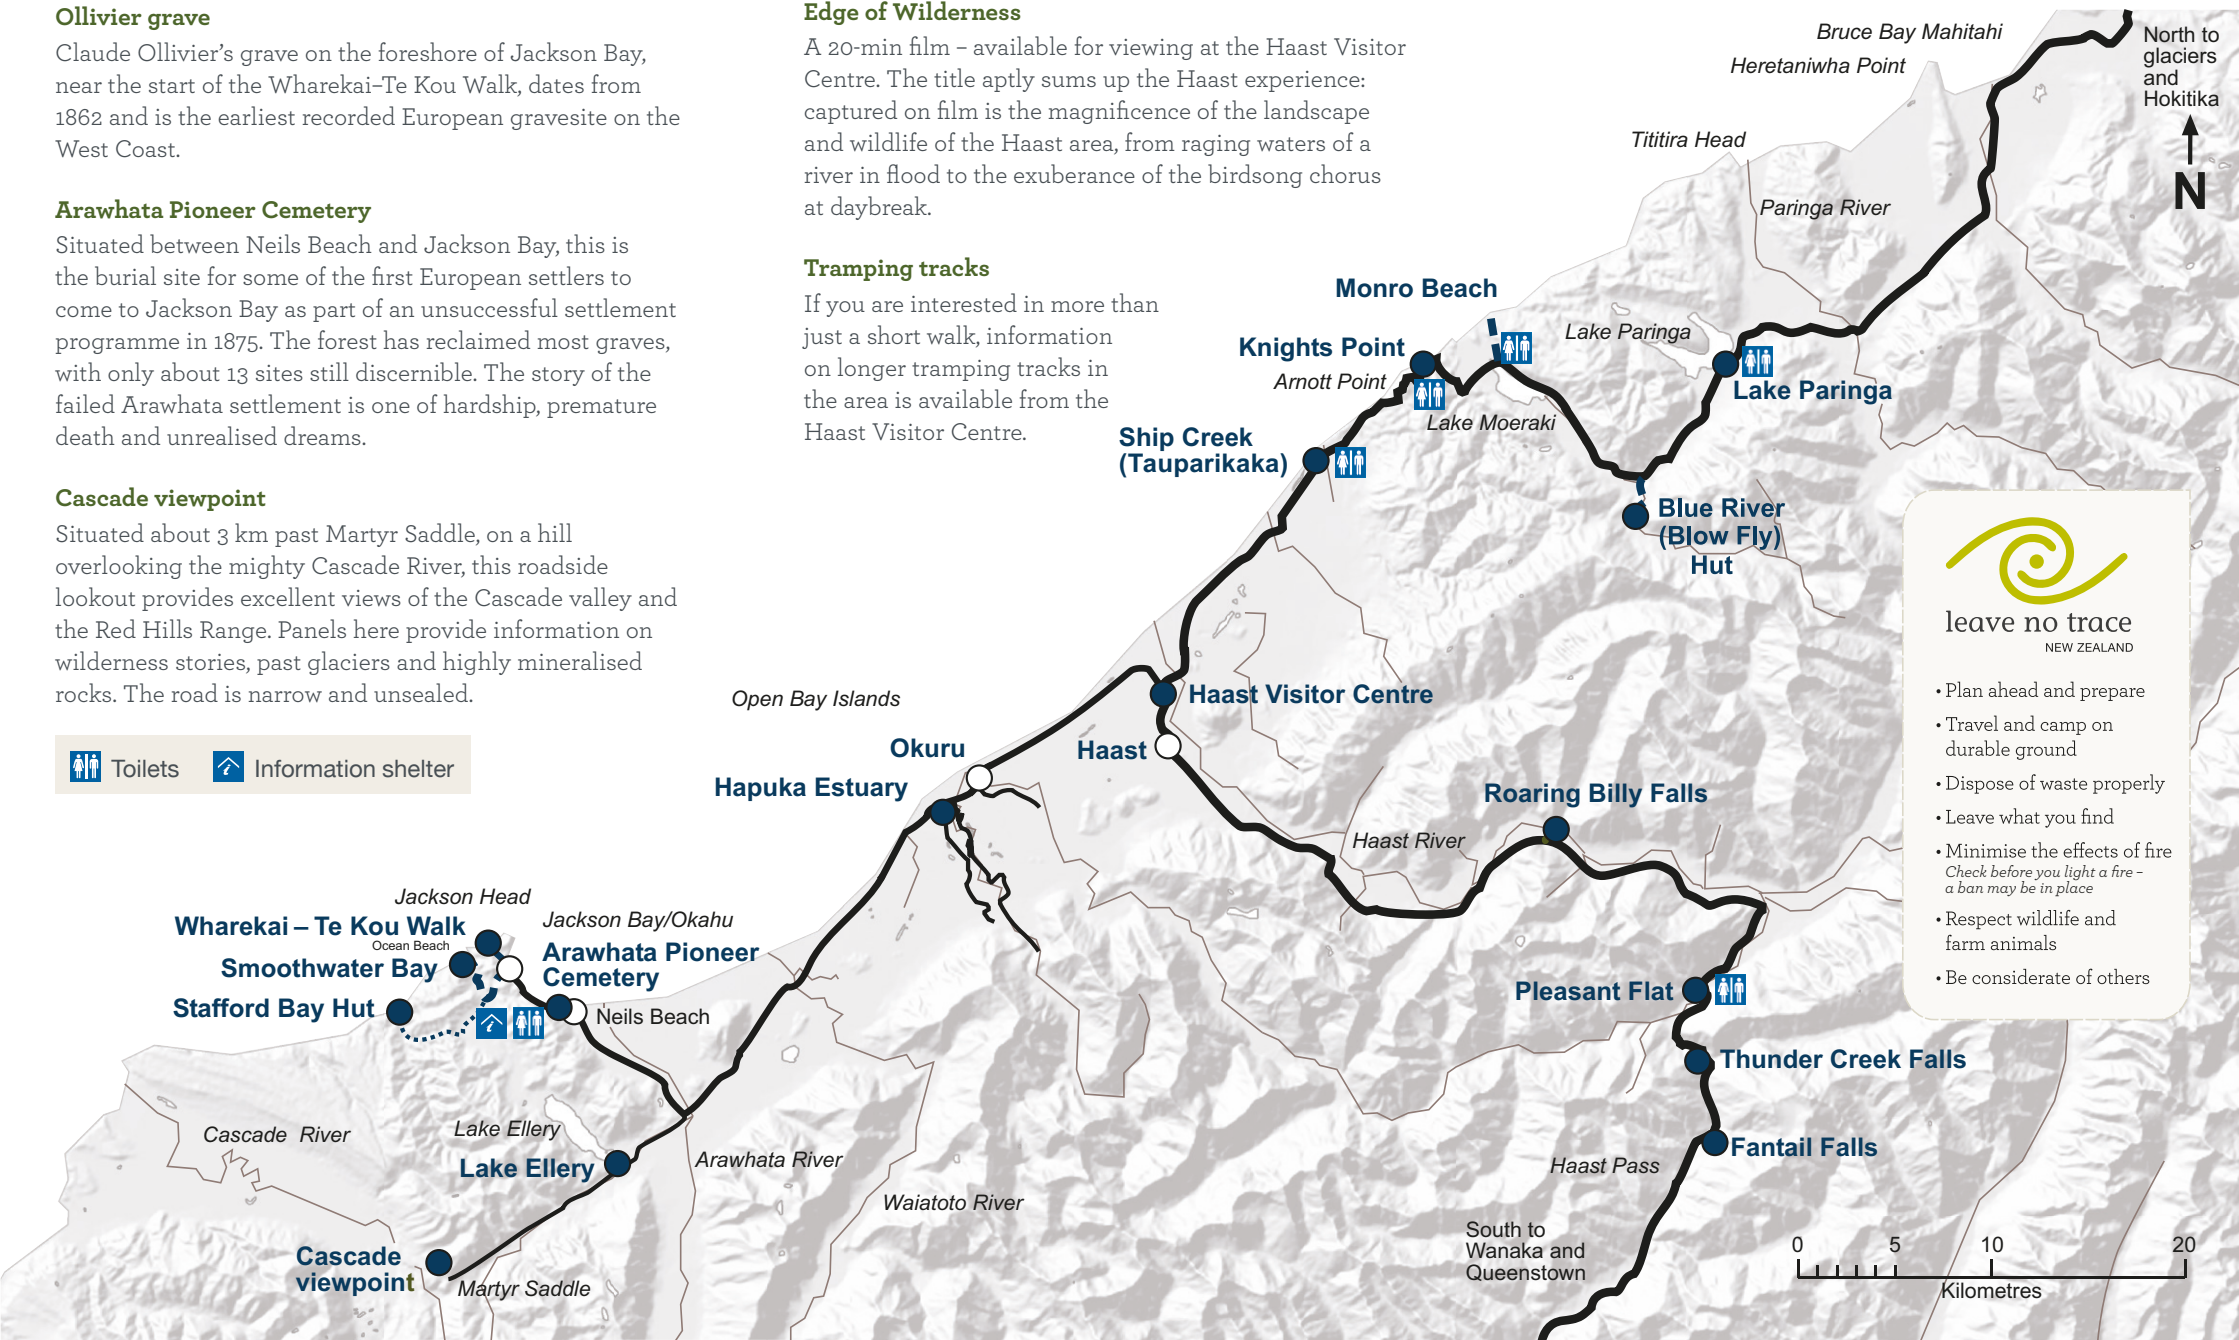 Ollivier grave
Claude Ollivier’s grave on the foreshore of Jackson Bay,
near the start of the Wharekai–Te Kou Walk, dates from
1862 and is the earliest recorded European gravesite on the
West Coast.
Arawhata Pioneer Cemetery
Situated between Neils Beach and Jackson Bay, this is
the burial site for some of the first European settlers to
come to Jackson Bay as part of an unsuccessful settlement
programme in 1875. The forest has reclaimed most graves,
with only about 13 sites still discernible. The story of the
failed Arawhata settlement is one of hardship, premature
death and unrealised dreams.
Cascade viewpoint
Situated about 3 km past Martyr Saddle, on a hill
overlooking the mighty Cascade River, this roadside
lookout provides excellent views of the Cascade valley and
the Red Hills Range. Panels here provide information on
wilderness stories, past glaciers and highly mineralised
rocks. The road is narrow and unsealed.
Toilets
Information shelter
Edge of Wilderness
A 20-min film – available for viewing at the Haast Visitor
Centre. The title aptly sums up the Haast experience:
captured on film is the magnificence of the landscape
and wildlife of the Haast area, from raging waters of a
river in flood to the exuberance of the birdsong chorus
at daybreak.
Tramping tracks
If you are interested in more than
just a short walk, information
on longer tramping tracks in
the area is available from the
Haast Visitor Centre.
Bruce Bay Mahitahi
Heretaniwha Point
North to
glaciers
and
Hokitika
N
Tititira Head
Paringa River
Monro Beach
Lake Paringa
Knights Point
Arnott Point
Lake Paringa
Lake Moeraki
Ship Creek
(Tauparikaka)
Blue River
(Blow Fly)
Hut
Haast Visitor Centre
Open Bay Islands
Okuru
Haast
Hapuka Estuary
Roaring Billy Falls
Haast River
Jackson Head
Wharekai – Te Kou Walk
Jackson Bay/Okahu
Ocean Beach
Arawhata Pioneer
Cemetery
Smoothwater Bay
Stafford Bay Hut
Neils Beach
Pleasant Flat
Thunder Creek Falls
Cascade River
Lake Ellery
Lake Ellery
Arawhata River
Fantail Falls
Haast Pass
Waiatoto River
Cascade
viewpoint
Martyr Saddle
South to
Wanaka and
Queenstown
0 5 10 20
Kilometres
leave no trace
NEW ZEALAND
• Plan ahead and prepare
• Travel and camp on
durable ground
• Dispose of waste properly
• Leave what you find
• Minimise the effects of fire
Check before you light a fire –
a ban may be in place
• Respect wildlife and
farm animals
• Be considerate of others